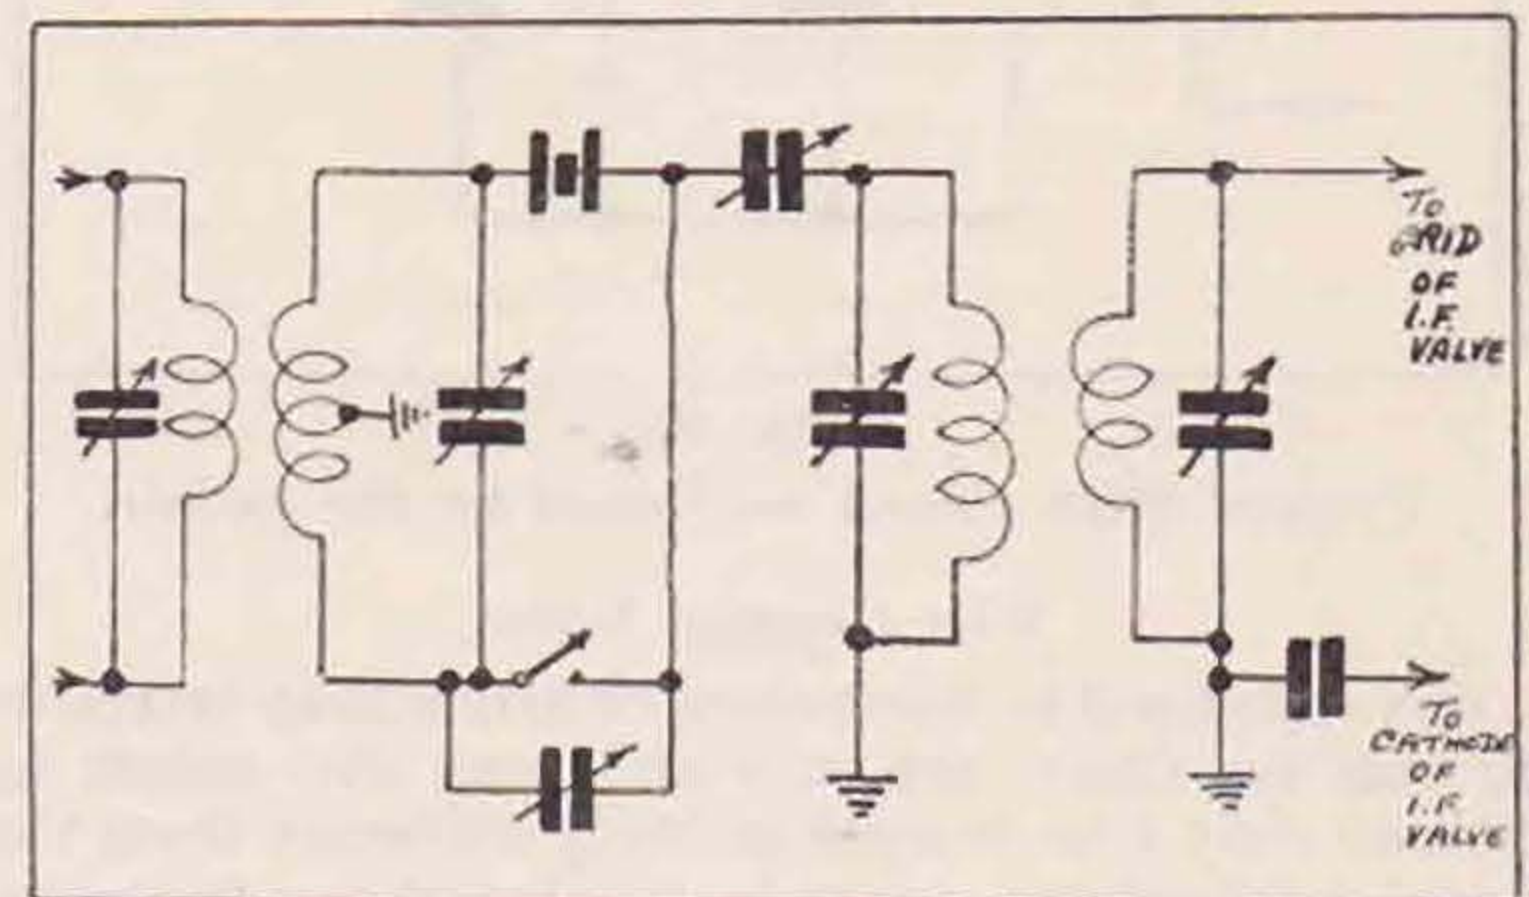 To
GRID
OF
I.F.
VALVE
To
CATHODE
OF
I.F.
VALVE